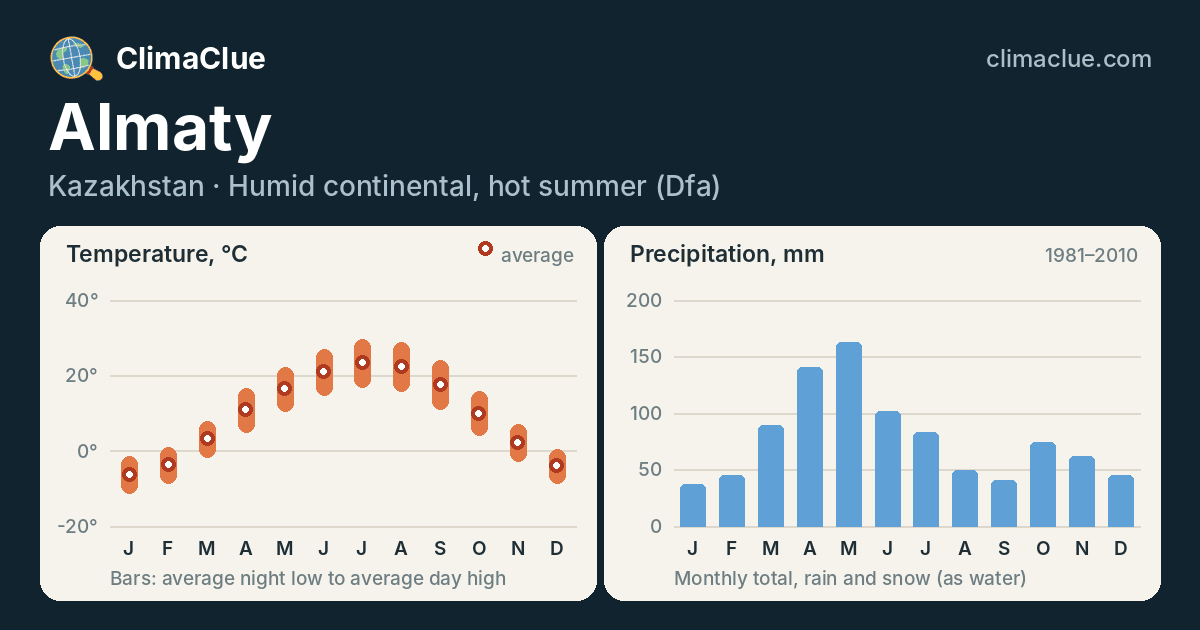 ClimaClue
climaclue.com
Almaty
Kazakhstan · Humid continental, hot summer (Dfa)
Temperature, °C
average
40°
20°
0°
-20°
J F M A M J J A S O N D
Bars: average night low to average day high
Precipitation, mm
1981–2010
200
150
100
50
0
J F M A M J J A S O N D
Monthly total, rain and snow (as water)